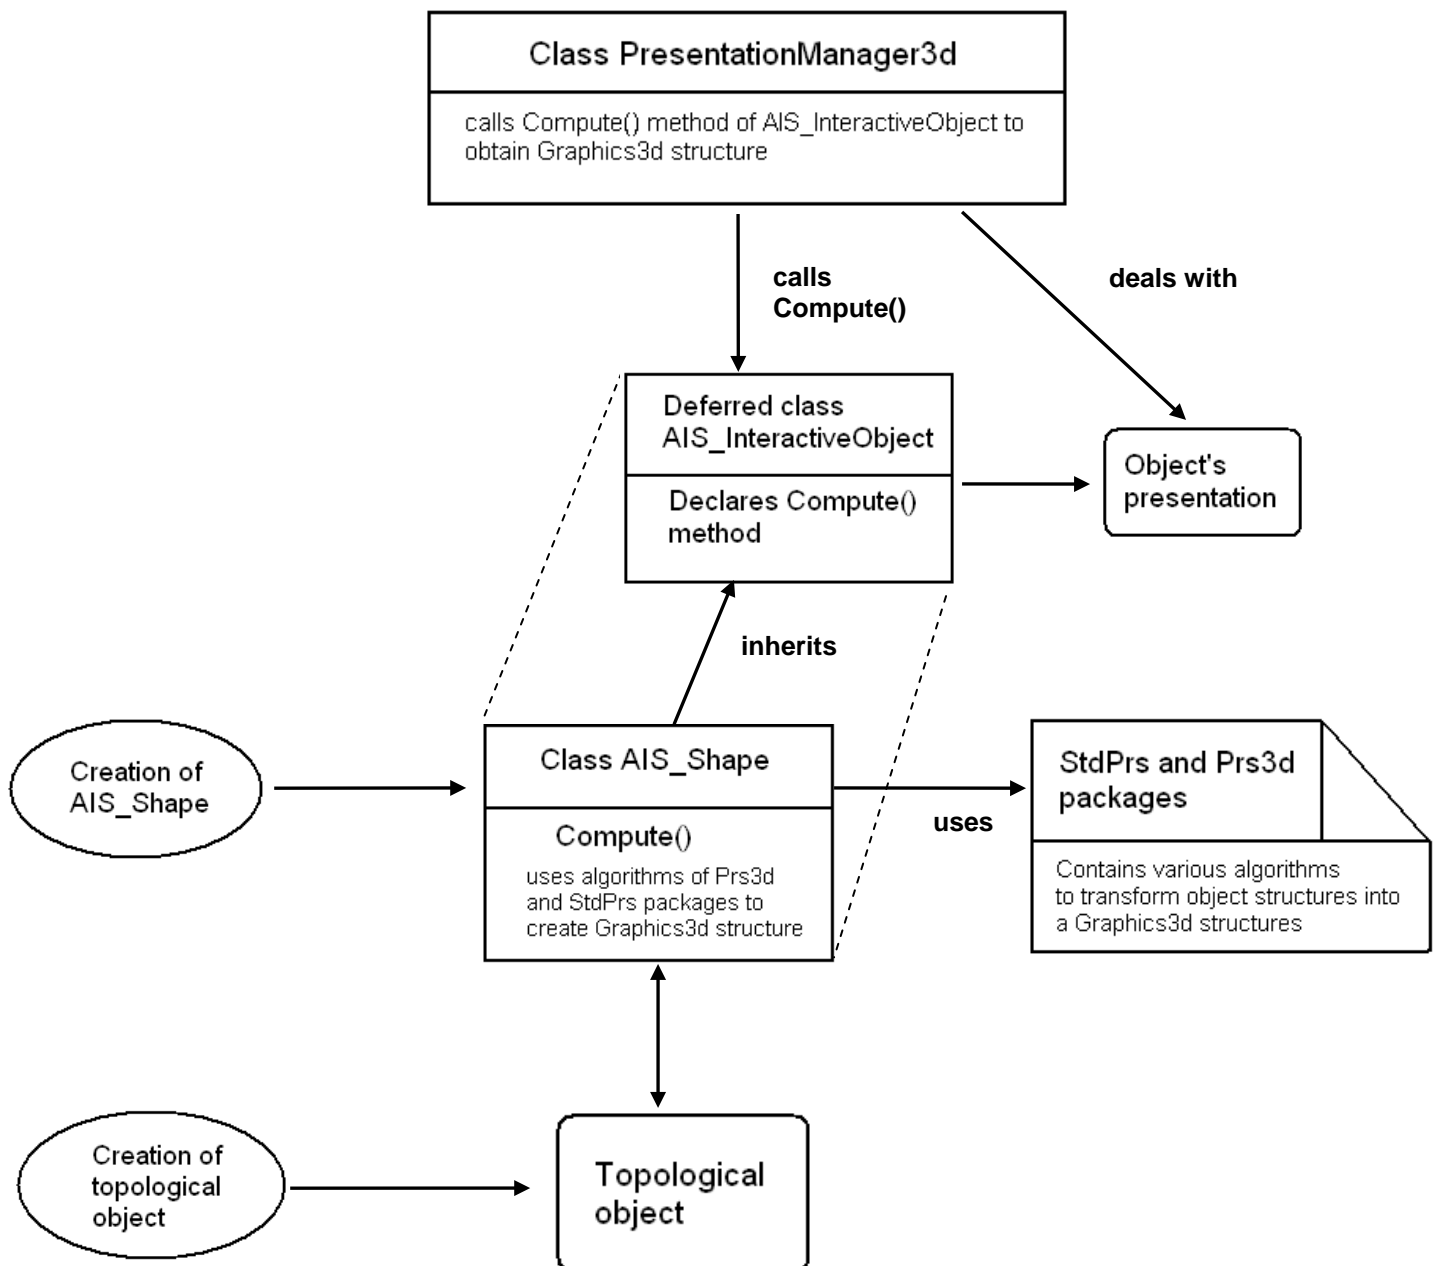 Class PresentationManager3d
calls Compute() method of AIS_InteractiveObject to
obtain Graphics3d structure
calls
Compute()
deals with
Deferred class
AIS_InteractiveObject
Declares Compute()
method
Object's
presentation
inherits
Creation of
AIS_Shape
Class AIS_Shape
Compute()
uses algorithms of Prs3d
and StdPrs packages to
create Graphics3d structure
uses
StdPrs and Prs3d
packages
Contains various algorithms
to transform object structures into
a Graphics3d structures
Creation of
topological
object
Topological
object